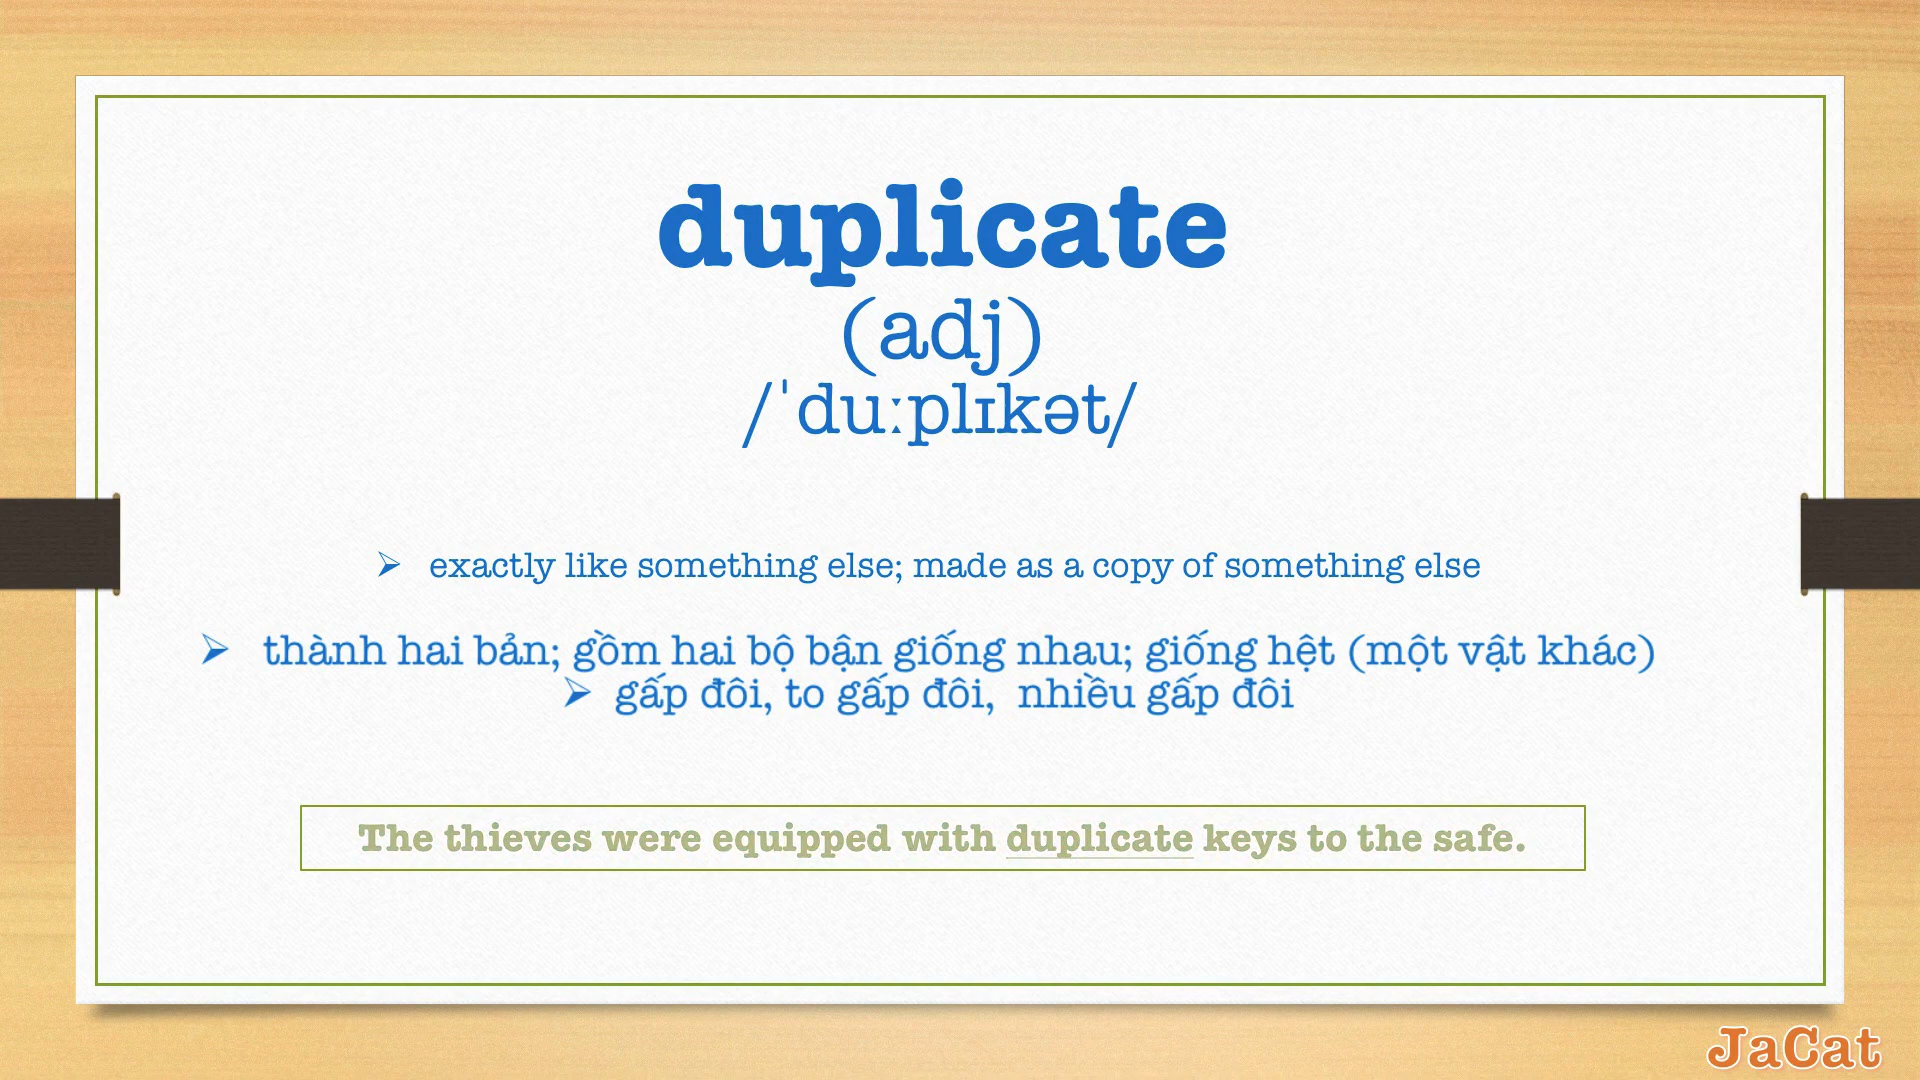 duplicate
(adj)
/ˈduːplɪkət/
➢ exactly like something else; made as a copy of something else
➢ thành hai bản; gồm hai bộ bận giống nhau; giống hệt (một vật khác)
➢ gấp đôi, to gấp đôi, nhiều gấp đôi
The thieves were equipped with duplicate keys to the safe.
JaCat